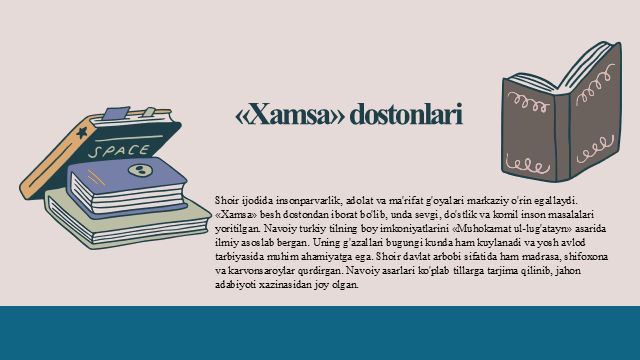 «Xamsa» dostonlari
SPACE
Shoir ijodida insonparvarlik, adolat va ma'rifat g'oyalari markaziy o'rin egallaydi.
«Xamsa» besh dostondan iborat bo'lib, unda sevgi, do'stlik va komil inson masalalari
yoritilgan. Navoiy turkiy tilning boy imkoniyatlarini «Muhokamat ul-lug'atayn» asarida
ilmiy asoslab bergan. Uning g'azallari bugungi kunda ham kuylanadi va yosh avlod
tarbiyasida muhim ahamiyatga ega. Shoir davlat arbobi sifatida ham madrasa, shifoxona
va karvonsaroylar qurdirgan. Navoiy asarlari ko'plab tillarga tarjima qilinib, jahon
adabiyoti xazinasidan joy olgan.